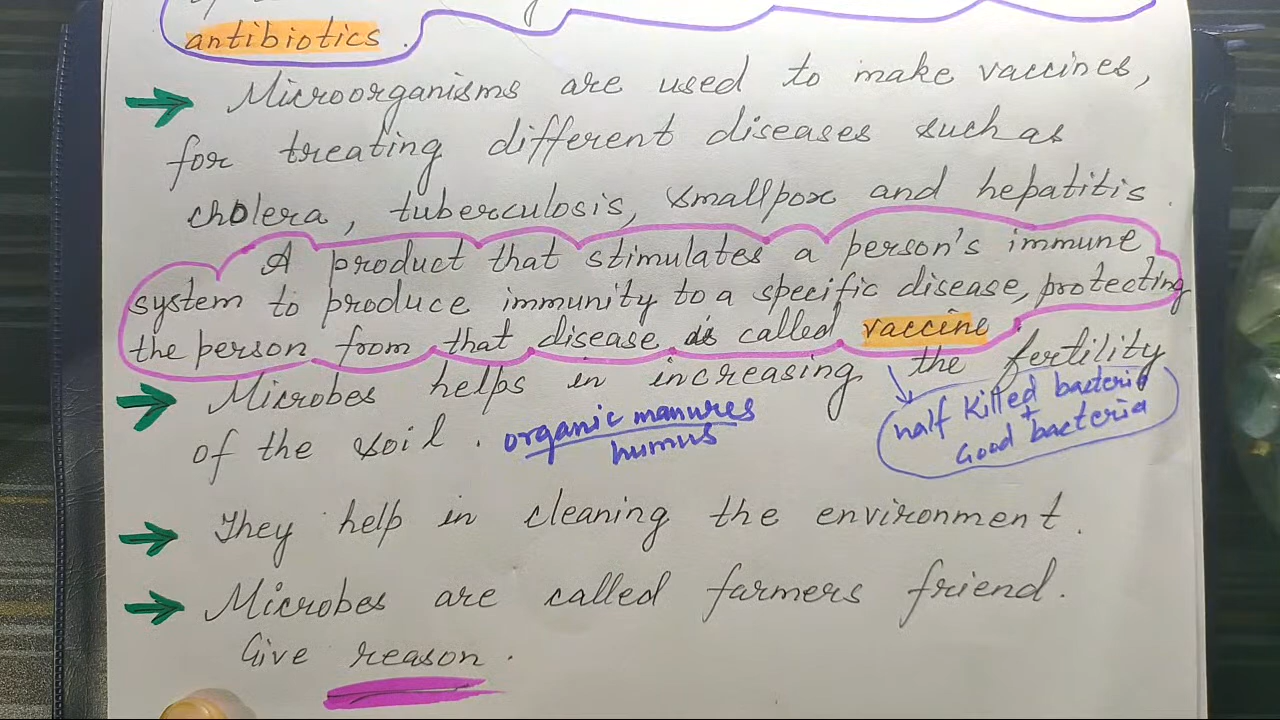 antibiotics.
Microorganisms are used to make vaccines,
for treating different diseases such as
cholera, tuberculosis, smallpox and hepatitis.
A product that stimulates a person's immune
system to produce immunity to a specific disease, protecting
the person from that disease is called vaccine.
Microbes helps in increasing the fertility
of the soil. organic manures
humus
half killed bacteria
+
Good bacteria
They help in cleaning the environment.
Microbes are called farmers friend.
Give reason.